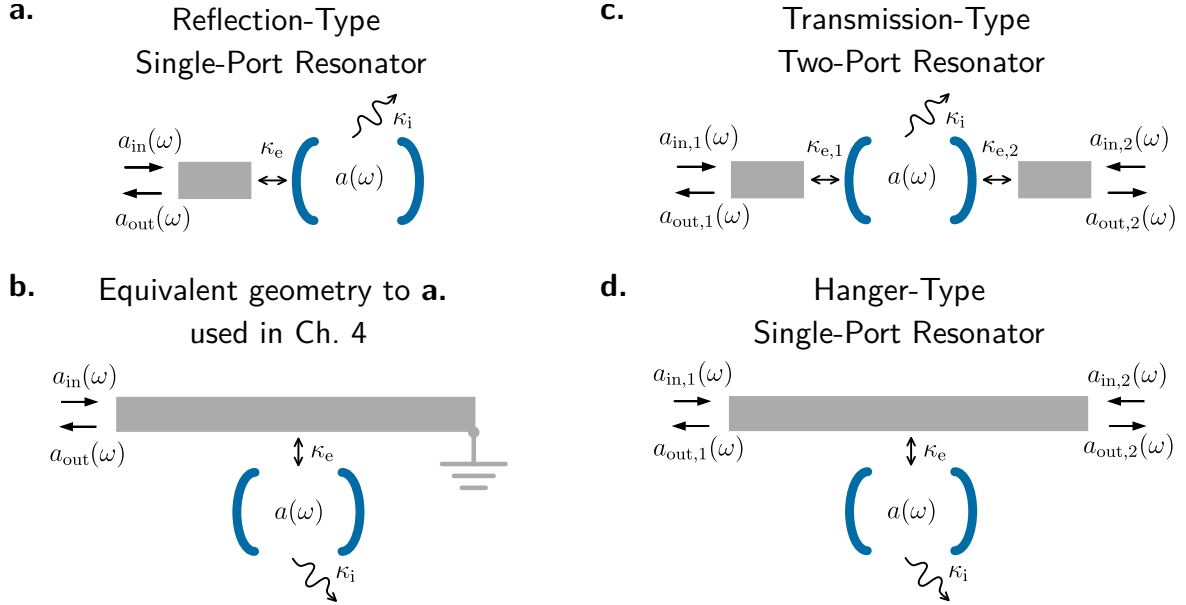 a.
Reflection-Type
Single-Port Resonator
a_in(ω)
a_out(ω)
κ_e
a(ω)
κ_i
c.
Transmission-Type
Two-Port Resonator
a_in,1(ω)
a_out,1(ω)
κ_e,1
a(ω)
κ_i
κ_e,2
a_in,2(ω)
a_out,2(ω)
b.
Equivalent geometry to a.
used in Ch. 4
a_in(ω)
a_out(ω)
κ_e
a(ω)
κ_i
d.
Hanger-Type
Single-Port Resonator
a_in,1(ω)
a_out,1(ω)
a_in,2(ω)
a_out,2(ω)
κ_e
a(ω)
κ_i